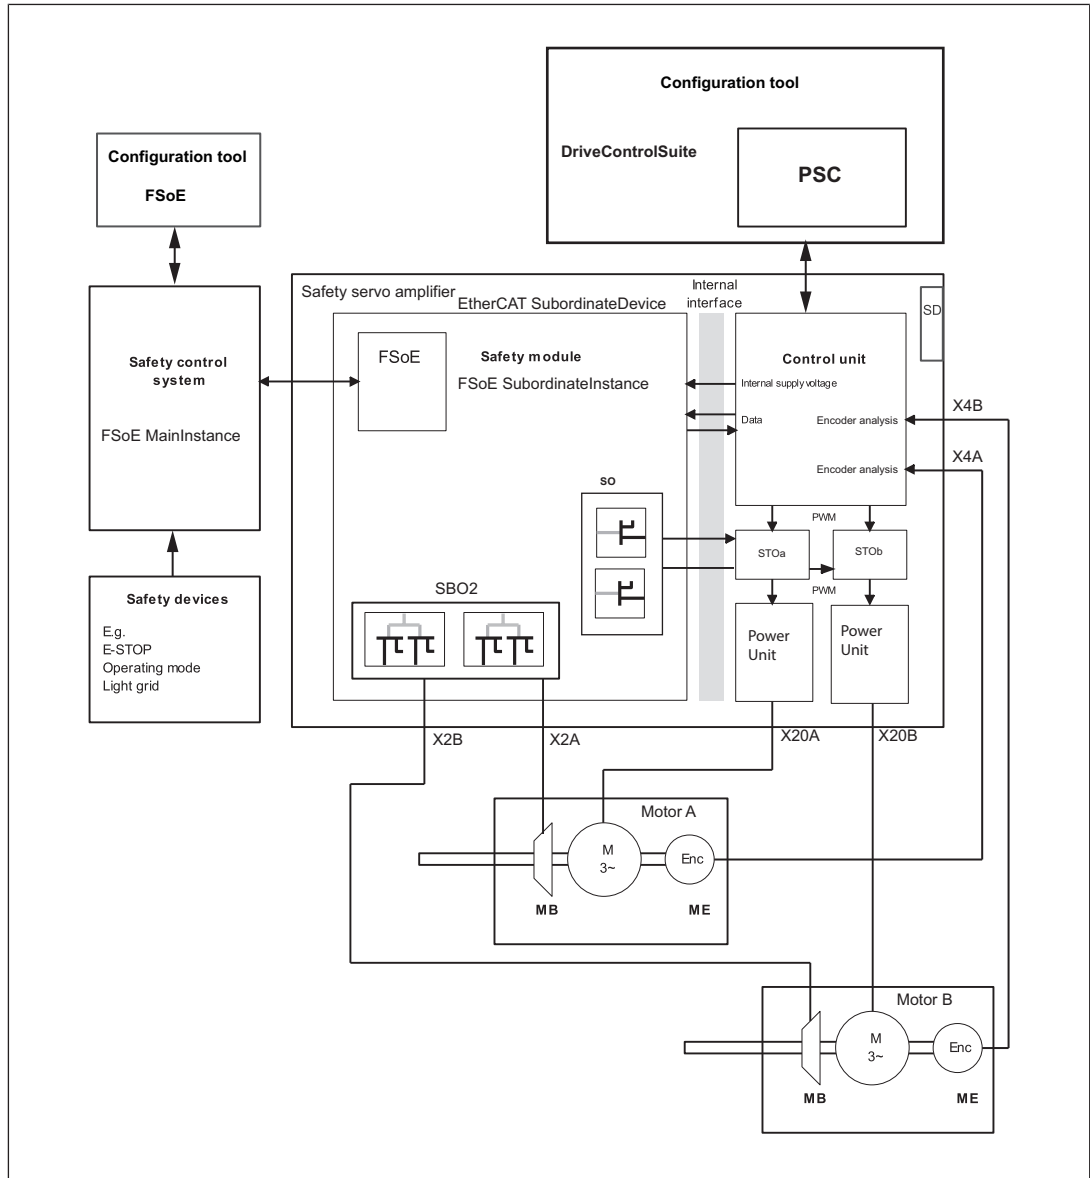 Configuration tool
DriveControlSuite
PSC
Configuration tool
FSoE
Safety servo amplifier
EtherCAT SubordinateDevice
Internal
interface
SD
Safety control
system
FSoE MainInstance
FSoE
Safety module
FSoE SubordinateInstance
Control unit
Internal supply voltage
Data
Encoder analysis
Encoder analysis
X4B
X4A
SO
PWM
STOa
STOb
PWM
Safety devices
E.g.
E-STOP
Operating mode
Light grid
SBO2
Power
Unit
Power
Unit
X2B
X2A
X20A
X20B
Motor A
M
3~
Enc
MB
ME
Motor B
M
3~
Enc
MB
ME